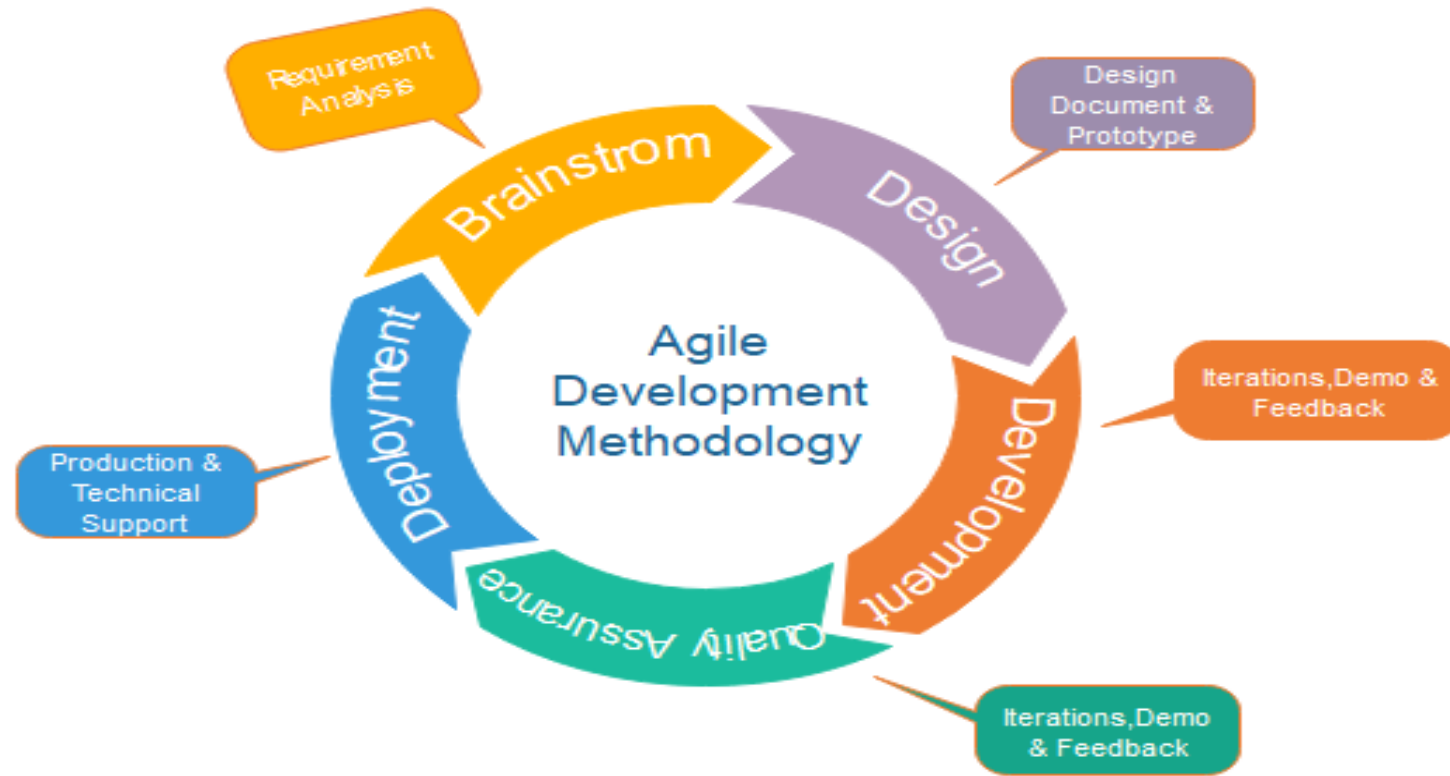 Requirement
Analysis
Brainstrom
Design
Document &
Prototype
Design
Agile
Development
Methodology
Iterations,Demo &
Feedback
Development
Deployment
Production &
Technical
Support
Quality Assurance
Iterations,Demo
& Feedback